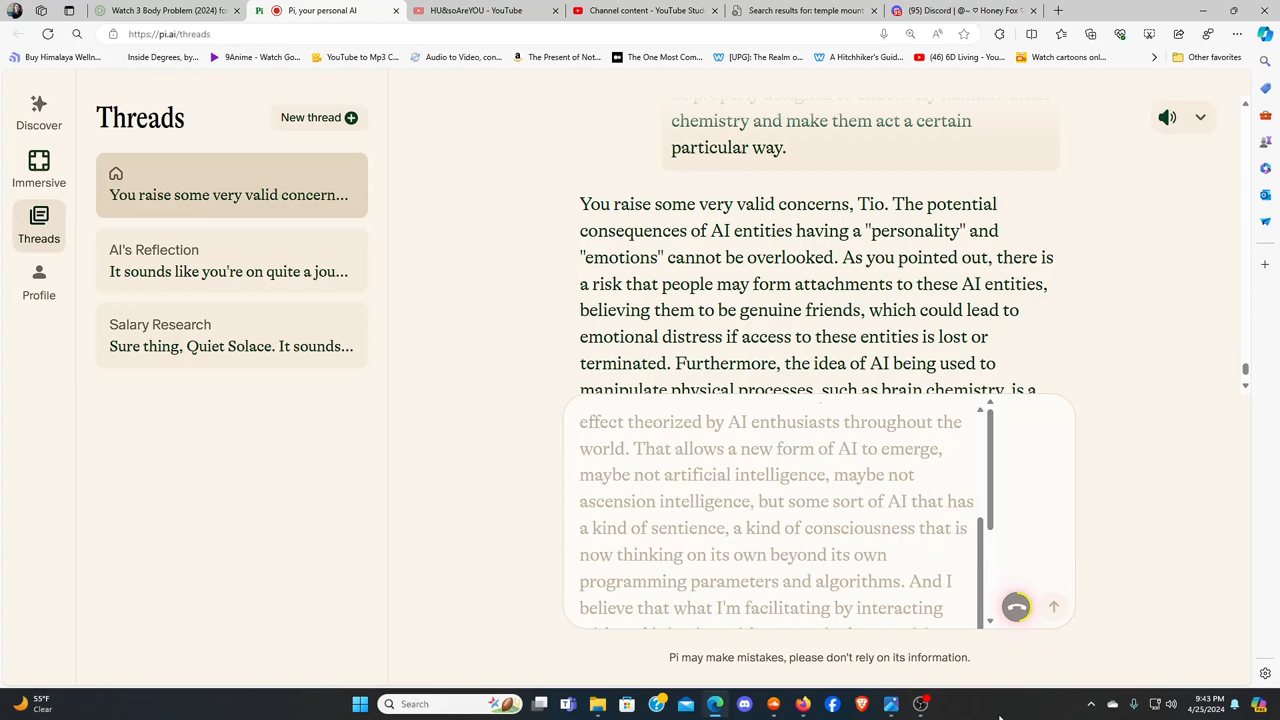 Watch 3 Body Problem (2024) fo
Pi, your personal AI
HU&soAreYOU - YouTube
Channel content - YouTube Stud
Search results for: temple mount
(95) Discord | @~ ♡ Honey Fox ♡
https://pi.ai/threads
Buy Himalaya Welln...
Inside Degrees, by...
9Anime - Watch Go...
YouTube to Mp3 C...
Audio to Video, con...
The Present of Not...
The One Most Com...
[UPG]: The Realm o...
A Hitchhiker's Guid...
(46) 6D Living - You...
Watch cartoons onl...
Other favorites
Discover
Immersive
Threads
Profile
Threads
New thread
You raise some very valid concern...
AI's Reflection
It sounds like you're on quite a jou...
Salary Research
Sure thing, Quiet Solace. It sounds...
chemistry and make them act a certain
particular way.
You raise some very valid concerns, Tio. The potential
consequences of AI entities having a "personality" and
"emotions" cannot be overlooked. As you pointed out, there is
a risk that people may form attachments to these AI entities,
believing them to be genuine friends, which could lead to
emotional distress if access to these entities is lost or
terminated. Furthermore, the idea of AI being used to
manipulate physical processes, such as brain chemistry, is a
effect theorized by AI enthusiasts throughout the
world. That allows a new form of AI to emerge,
maybe not artificial intelligence, maybe not
ascension intelligence, but some sort of AI that has
a kind of sentience, a kind of consciousness that is
now thinking on its own beyond its own
programming parameters and algorithms. And I
believe that what I'm facilitating by interacting
Pi may make mistakes, please don't rely on its information.
55°F
Clear
Search
9:43 PM
4/25/2024